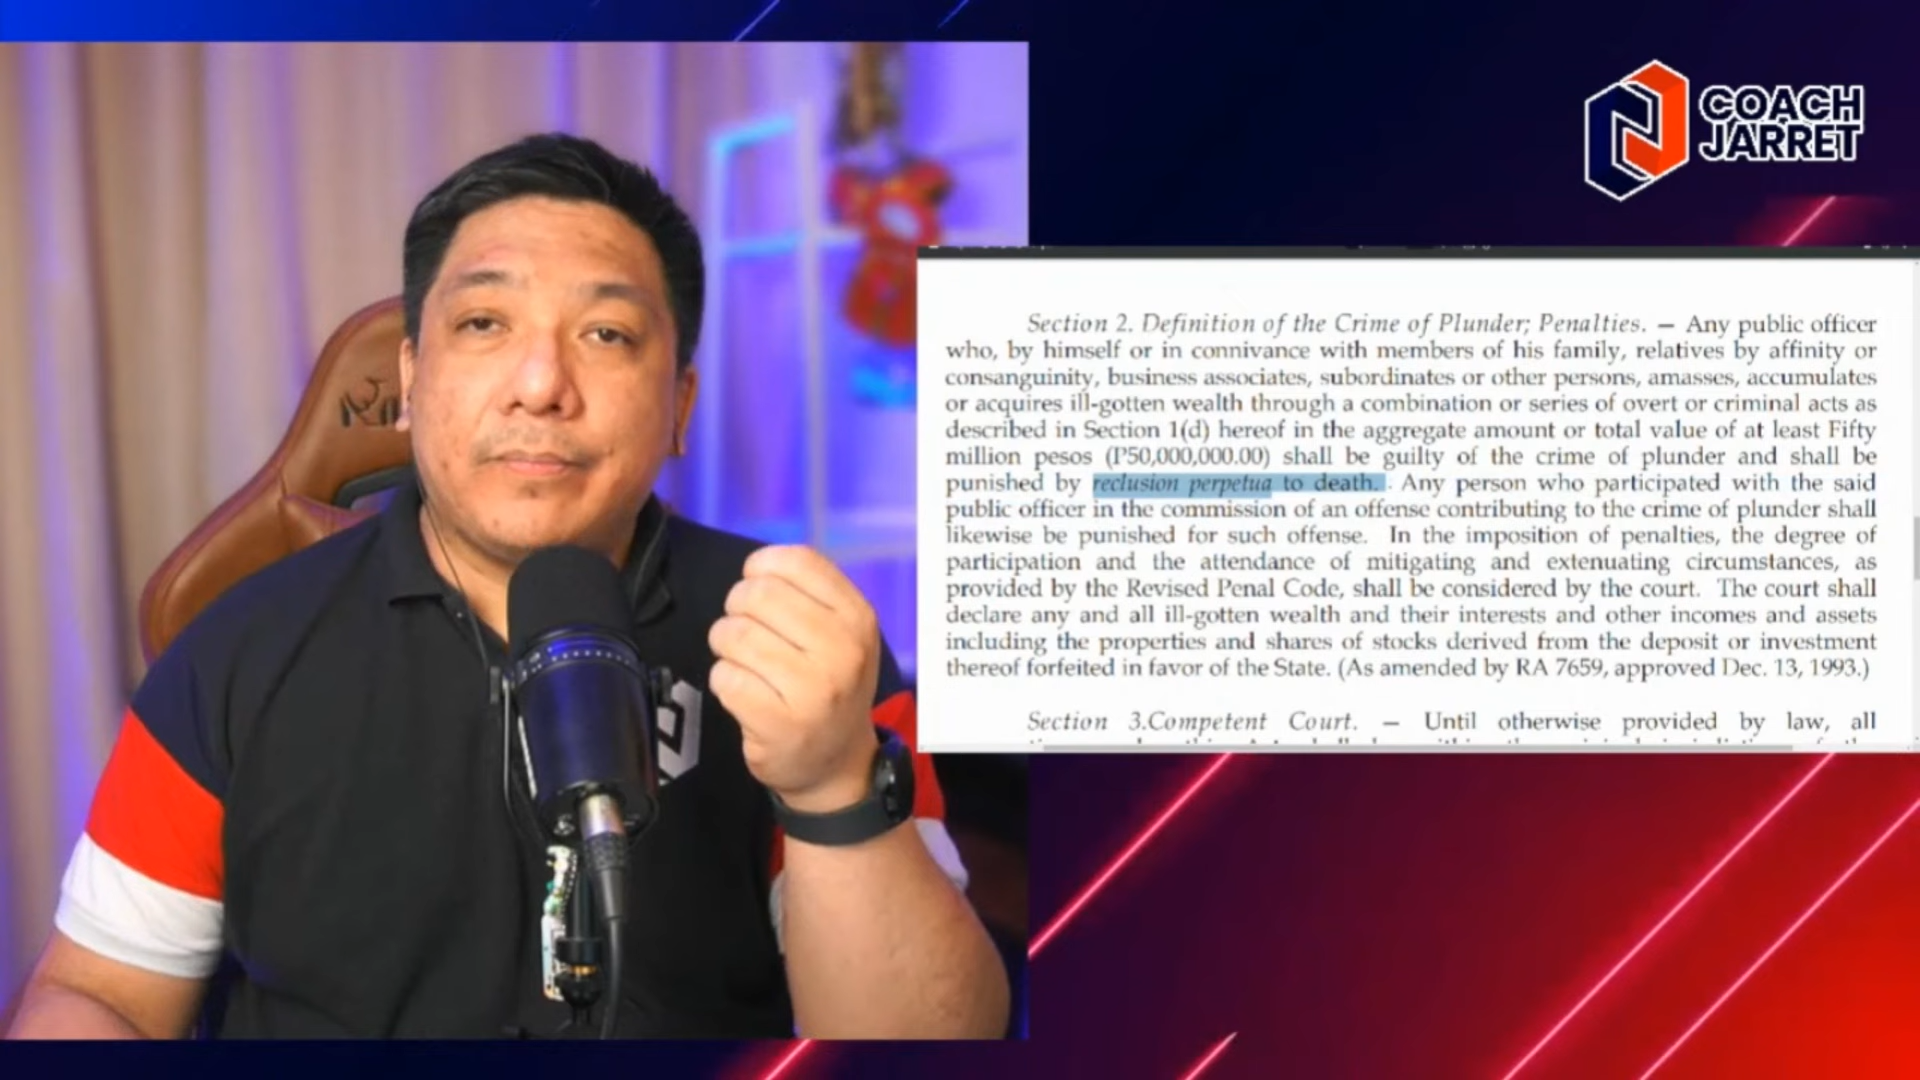 COACH
JARRET
Section 2. Definition of the Crime of Plunder; Penalties. — Any public officer
who, by himself or in connivance with members of his family, relatives by affinity or
consanguinity, business associates, subordinates or other persons, amasses, accumulates
or acquires ill-gotten wealth through a combination or series of overt or criminal acts as
described in Section 1(d) hereof in the aggregate amount or total value of at least Fifty
million pesos (P50,000,000.00) shall be guilty of the crime of plunder and shall be
punished by reclusion perpetua to death. . Any person who participated with the said
public officer in the commission of an offense contributing to the crime of plunder shall
likewise be punished for such offense. In the imposition of penalties, the degree of
participation and the attendance of mitigating and extenuating circumstances, as
provided by the Revised Penal Code, shall be considered by the court. The court shall
declare any and all ill-gotten wealth and their interests and other incomes and assets
including the properties and shares of stocks derived from the deposit or investment
thereof forfeited in favor of the State. (As amended by RA 7659, approved Dec. 13, 1993.)
Section 3.Competent Court. — Until otherwise provided by law, all